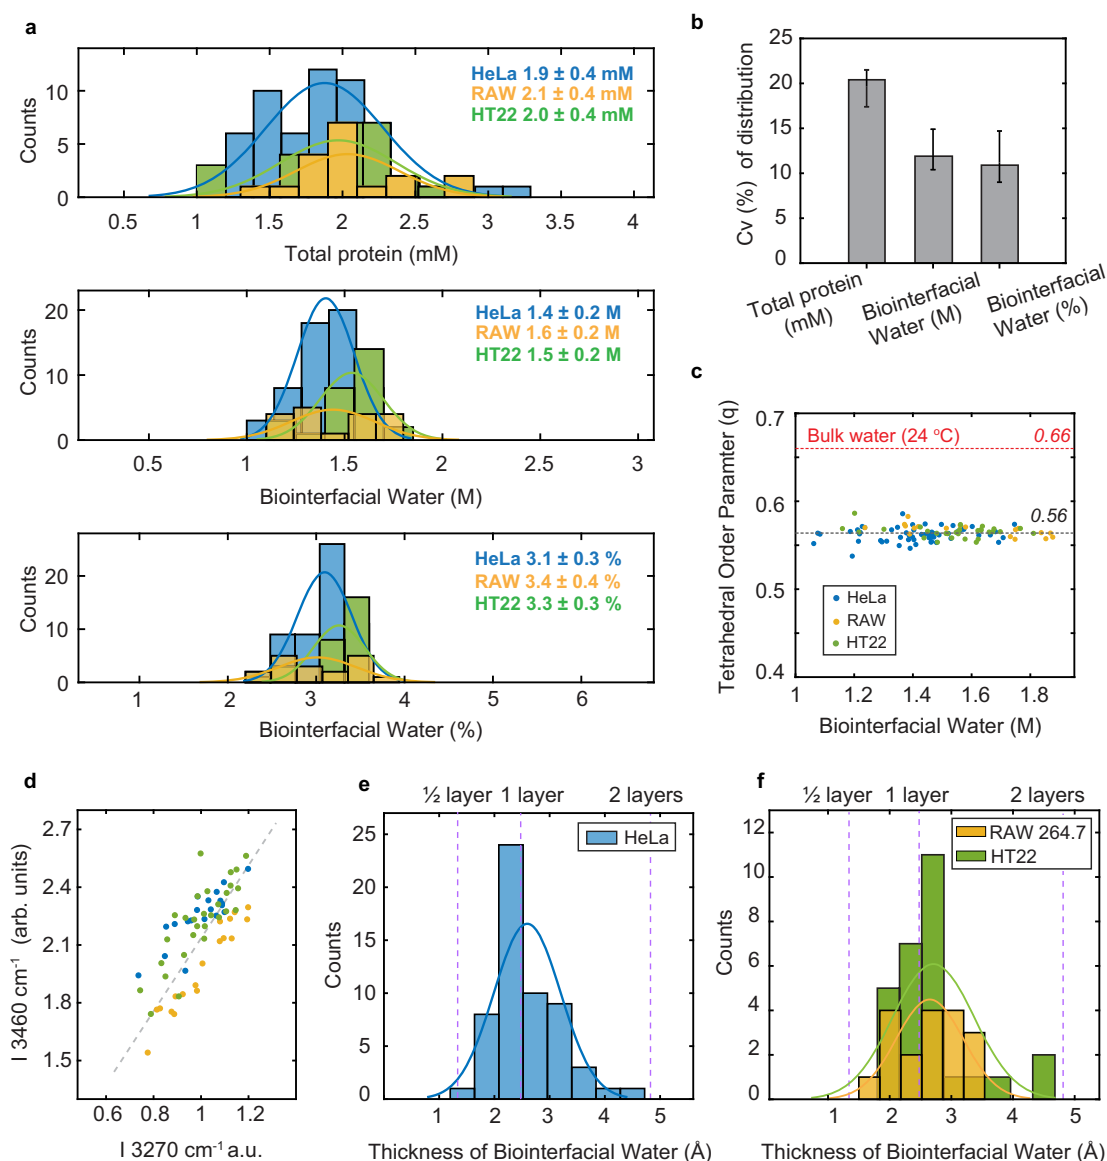 a
HeLa 1.9 ± 0.4 mM
RAW 2.1 ± 0.4 mM
HT22 2.0 ± 0.4 mM
Counts
10
5
0
0.5 1 1.5 2 2.5 3 3.5 4
Total protein (mM)
HeLa 1.4 ± 0.2 M
RAW 1.6 ± 0.2 M
HT22 1.5 ± 0.2 M
Counts
20
10
0
0.5 1 1.5 2 2.5 3
Biointerfacial Water (M)
HeLa 3.1 ± 0.3 %
RAW 3.4 ± 0.4 %
HT22 3.3 ± 0.3 %
Counts
20
10
0
1 2 3 4 5 6
Biointerfacial Water (%)
b
Cv (%) of distribution
25
20
15
10
5
0
Total protein
(mM)
Biointerfacial
Water (M)
Biointerfacial
Water (%)
c
Tetrahedral Order Paramter (q)
0.7
0.6
0.5
0.4
Bulk water (24 °C) 0.66
0.56
HeLa
RAW
HT22
1 1.2 1.4 1.6 1.8
Biointerfacial Water (M)
d
I 3460 cm⁻¹ (arb. units)
2.7
2.4
2.1
1.8
1.5
0.6 0.8 1 1.2
I 3270 cm⁻¹ a.u.
e
½ layer 1 layer 2 layers
HeLa
Counts
25
20
15
10
5
0
1 2 3 4 5
Thickness of Biointerfacial Water (Å)
f
½ layer 1 layer 2 layers
RAW 264.7
HT22
Counts
12
10
8
6
4
2
0
1 2 3 4 5
Thickness of Biointerfacial Water (Å)